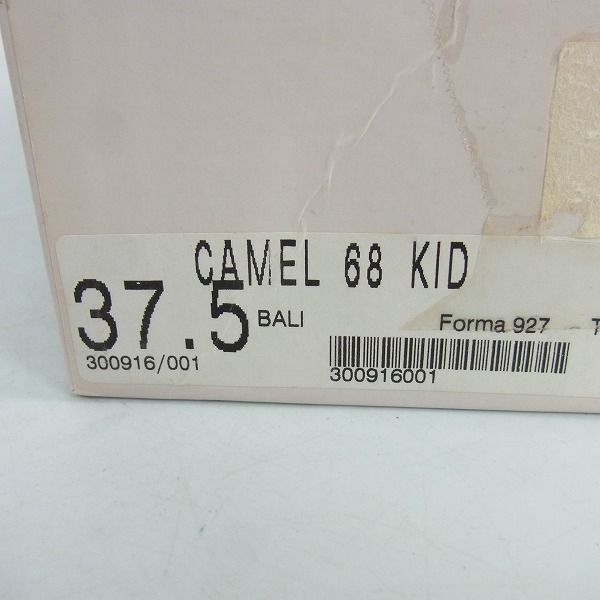 CAMEL 68 KID
37.5 BALI
Forma 927 T
300916/001
300916001